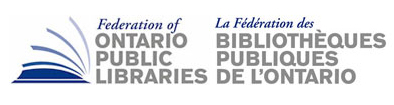 Federation of
ONTARIO
PUBLIC
LIBRARIES
La Fédération des
BIBLIOTHÈQUES
PUBLIQUES
DE L'ONTARIO